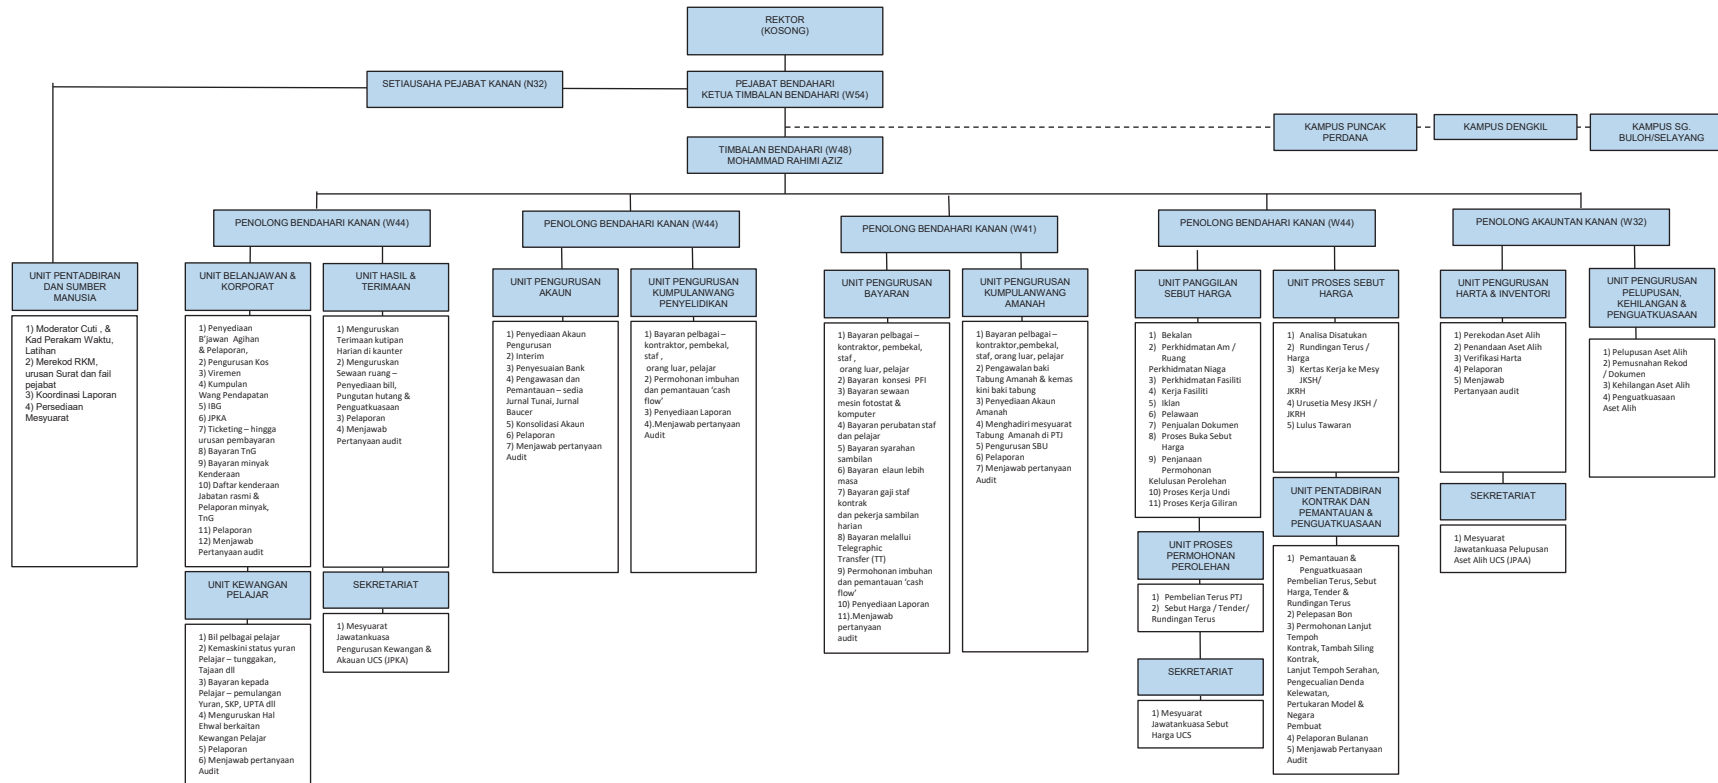 REKTOR
(KOSONG)
SETIAUSAHA PEJABAT KANAN (N32)
PEJABAT BENDAHARI
KETUA TIMBALAN BENDAHARI (W54)
KAMPUS PUNCAK
PERDANA
KAMPUS DENGKIL
KAMPUS SG.
BULOH/SELAYANG
TIMBALAN BENDAHARI (W48)
MOHAMMAD RAHIMI AZIZ
PENOLONG BENDAHARI KANAN (W44)
PENOLONG BENDAHARI KANAN (W44)
PENOLONG BENDAHARI KANAN (W41)
PENOLONG BENDAHARI KANAN (W44)
PENOLONG AKAUNTAN KANAN (W32)
UNIT PENTADBIRAN
DAN SUMBER
MANUSIA
1) Moderator Cuti , &
Kad Perakam Waktu,
Latihan
2) Merekod RKM,
urusan Surat dan fail
pejabat
3) Koordinasi Laporan
4) Persediaan
Mesyuarat
UNIT BELANJAWAN &
KORPORAT
1) Penyediaan
B'jawan Agihan
& Pelaporan,
2) Pengurusan Kos
3) Viremen
4) Kumpulan
Wang Pendapatan
5) IBG
6) JPKA
7) Ticketing – hingga
urusan pembayaran
8) Bayaran TnG
9) Bayaran minyak
Kenderaan
10) Daftar kenderaan
Jabatan rasmi &
Pelaporan minyak,
TnG
11) Pelaporan
12) Menjawab
Pertanyaan audit
UNIT KEWANGAN
PELAJAR
1) Bil pelbagai pelajar
2) Kemaskini status yuran
Pelajar – tunggakan,
Tajaan dll
3) Bayaran kepada
Pelajar – pemulangan
Yuran, SKP, UPTA dll
4) Menguruskan Hal
Ehwal berkaitan
Kewangan Pelajar
5) Pelaporan
6) Menjawab pertanyaan
Audit
UNIT HASIL &
TERIMAAN
1) Menguruskan
Terimaan kutipan
Harian di kaunter
2) Menguruskan
Sewaan ruang –
Penyediaan bill,
Pungutan hutang &
Penguatkuasaan
3) Pelaporan
4) Menjawab
Pertanyaan audit
SEKRETARIAT
1) Mesyuarat
Jawatankuasa
Pengurusan Kewangan &
Akauan UCS (JPKA)
UNIT PENGURUSAN
AKAUN
1) Penyediaan Akaun
Pengurusan
2) Interim
3) Penyesuaian Bank
4) Pengawasan dan
Pemantauan – sedia
Jurnal Tunai, Jurnal
Baucer
5) Konsolidasi Akaun
6) Pelaporan
7) Menjawab pertanyaan
Audit
UNIT PENGURUSAN
KUMPULANWANG
PENYELIDIKAN
1) Bayaran pelbagai –
kontraktor, pembekal,
staf ,
orang luar, pelajar
2) Permohonan imbuhan
dan pemantauan 'cash
flow'
3) Penyediaan Laporan
4).Menjawab pertanyaan
Audit
UNIT PENGURUSAN
BAYARAN
1) Bayaran pelbagai –
kontraktor, pembekal,
staf ,
orang luar, pelajar
2) Bayaran konsesi PFI
3) Bayaran sewaan
mesin fotostat &
komputer
4) Bayaran perubatan staf
dan pelajar
5) Bayaran syarahan
sambilan
6) Bayaran elaun lebih
masa
7) Bayaran gaji staf
kontrak
dan pekerja sambilan
harian
8) Bayaran melallui
Telegraphic
Transfer (TT)
9) Permohonan imbuhan
dan pemantauan 'cash
flow'
10) Penyediaan Laporan
11).Menjawab
pertanyaan
audit
UNIT PENGURUSAN
KUMPULANWANG
AMANAH
1) Bayaran pelbagai –
kontraktor,pembekal,
staf, orang luar, pelajar
2) Pengawalan baki
Tabung Amanah & kemas
kini baki tabung
3) Penyediaan Akaun
Amanah
4) Menghadiri mesyuarat
Tabung Amanah di PTJ
5) Pengurusan SBU
6) Pelaporan
7) Menjawab pertanyaan
Audit
UNIT PANGGILAN
SEBUT HARGA
1) Bekalan
2) Perkhidmatan Am /
Ruang
Perkhidmatan Niaga
3) Perkhidmatan Fasiliti
4) Kerja Fasiliti
5) Iklan
6) Pelawaan
7) Penjualan Dokumen
8) Proses Buka Sebut
Harga
9) Penjanaan
Permohonan
Kelulusan Perolehan
10) Proses Kerja Undi
11) Proses Kerja Giliran
UNIT PROSES
PERMOHONAN
PEROLEHAN
1) Pembelian Terus PTJ
2) Sebut Harga / Tender/
Rundingan Terus
SEKRETARIAT
1) Mesyuarat
Jawatankuasa Sebut
Harga UCS
UNIT PROSES SEBUT
HARGA
1) Analisa Disatukan
2) Rundingan Terus /
Harga
3) Kertas Kerja ke Mesy
JKSH/
JKRH
4) Urusetia Mesy JKSH /
JKRH
5) Lulus Tawaran
UNIT PENTADBIRAN
KONTRAK DAN
PEMANTAUAN &
PENGUATKUASAAN
1) Pemantauan &
Penguatkuasaan
Pembelian Terus, Sebut
Harga, Tender &
Rundingan Terus
2) Pelepasan Bon
3) Permohonan Lanjut
Tempoh
Kontrak, Tambah Siling
Kontrak,
Lanjut Tempoh Serahan,
Pengecualian Denda
Kelewatan,
Pertukaran Model &
Negara
Pembuat
4) Pelaporan Bulanan
5) Menjawab Pertanyaan
Audit
UNIT PENGURUSAN
HARTA & INVENTORI
1) Perekodan Aset Alih
2) Penandaan Aset Alih
3) Verifikasi Harta
4) Pelaporan
5) Menjawab
Pertanyaan audit
SEKRETARIAT
1) Mesyuarat
Jawatankuasa Pelupusan
Aset Alih UCS (JPAA)
UNIT PENGURUSAN
PELUPUSAN,
KEHILANGAN &
PENGUATKUASAAN
1) Pelupusan Aset Alih
2) Pemusnahan Rekod
/ Dokumen
3) Kehilangan Aset Alih
4) Penguatkuasaan
Aset Alih